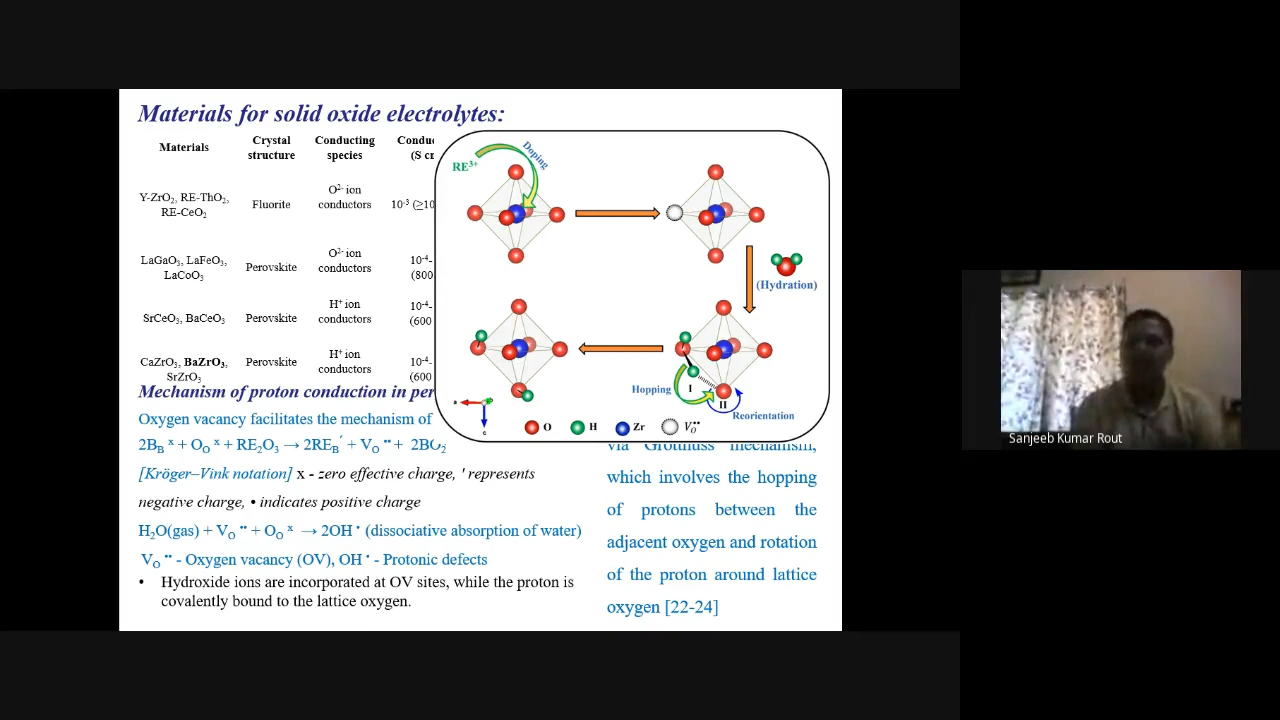 Materials for solid oxide electrolytes:
Materials Crystal structure Conducting species
(S
Y-ZrO₂, RE-ThO₂, RE-CeO₂ Fluorite O²⁻ ion conductors 10⁻³ (≥10
LaGaO₃, LaFeO₃, LaCoO₃ Perovskite O²⁻ ion conductors 10⁻⁴- (800
SrCeO₃, BaCeO₃ Perovskite H⁺ ion conductors 10⁻⁴- (600
CaZrO₃, BaZrO₃, SrZrO₃ Perovskite H⁺ ion conductors 10⁻⁴- (600
RE³⁺
Doping
(Hydration)
Hopping
I
II
Reorientation
a
c
O H Zr V_O^••
Mechanism of proton conduction in per
Oxygen vacancy facilitates the mechanism of
2B_B ˣ + O_O ˣ + RE₂O₃ → 2RE_B ′ + V_O •• + 2BO₂
[Kröger–Vink notation] x - zero effective charge, ' represents
negative charge, • indicates positive charge
H₂O(gas) + V_O •• + O_O ˣ → 2OH • (dissociative absorption of water)
V_O •• - Oxygen vacancy (OV), OH • - Protonic defects
• Hydroxide ions are incorporated at OV sites, while the proton is
covalently bound to the lattice oxygen.
via Grotthuss mechanism,
which involves the hopping
of protons between the
adjacent oxygen and rotation
of the proton around lattice
oxygen [22-24]
Sanjeeb Kumar Rout